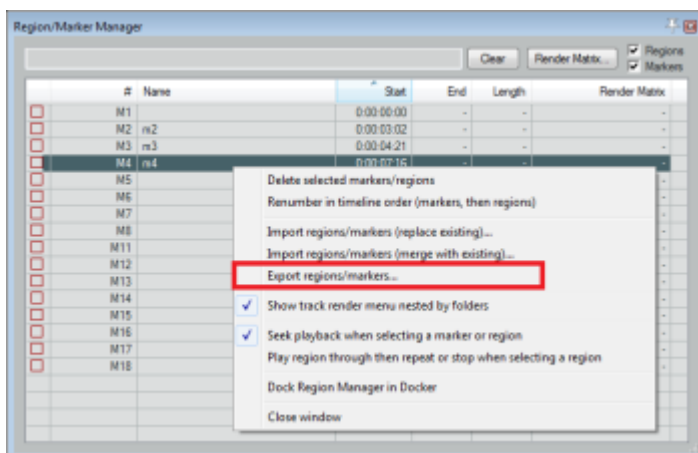 Region/Marker Manager
Clear
Render Matrix...
Regions
Markers
# Name Start End Length Render Matrix
M1 0:00:00:00 - - -
M2 m2 0:00:03:02 - - -
M3 m3 0:00:04:21 - - -
M4 m4 0:00:07:16 - - -
M5
M6
M7
M8
M11
M12
M13
M14
M15
M16
M17
M18
Delete selected markers/regions
Renumber in timeline order (markers, then regions)
Import regions/markers (replace existing)...
Import regions/markers (merge with existing)...
Export regions/markers...
Show track render menu nested by folders
Seek playback when selecting a marker or region
Play region through then repeat or stop when selecting a region
Dock Region Manager in Docker
Close window